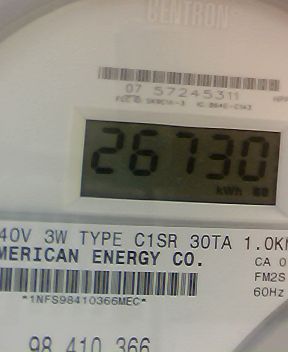 CENTRON
07 57245311
26730
kWh
40V 3W TYPE C1SR 30TA 1.0K
MERICAN ENERGY CO.
CA 0
FM2S
60Hz
*1NFS98410366MEC*
98 410 366